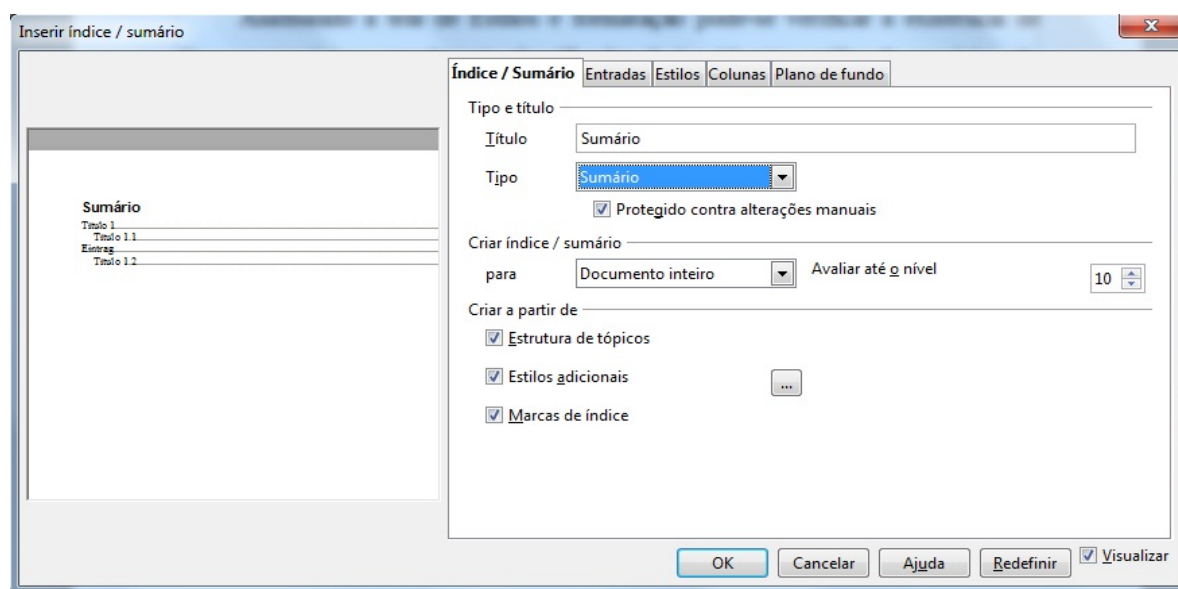 Inserir índice / sumário
Índice / Sumário Entradas Estilos Colunas Plano de fundo
Tipo e título
Título Sumário
Tipo Sumário
Protegido contra alterações manuais
Criar índice / sumário
para Documento inteiro Avaliar até o nível 10
Criar a partir de
Estrutura de tópicos
Estilos adicionais ...
Marcas de índice
Sumário
Título 1
Título 1.1
Eintrag
Título 1.2
OK Cancelar Ajuda Redefinir Visualizar